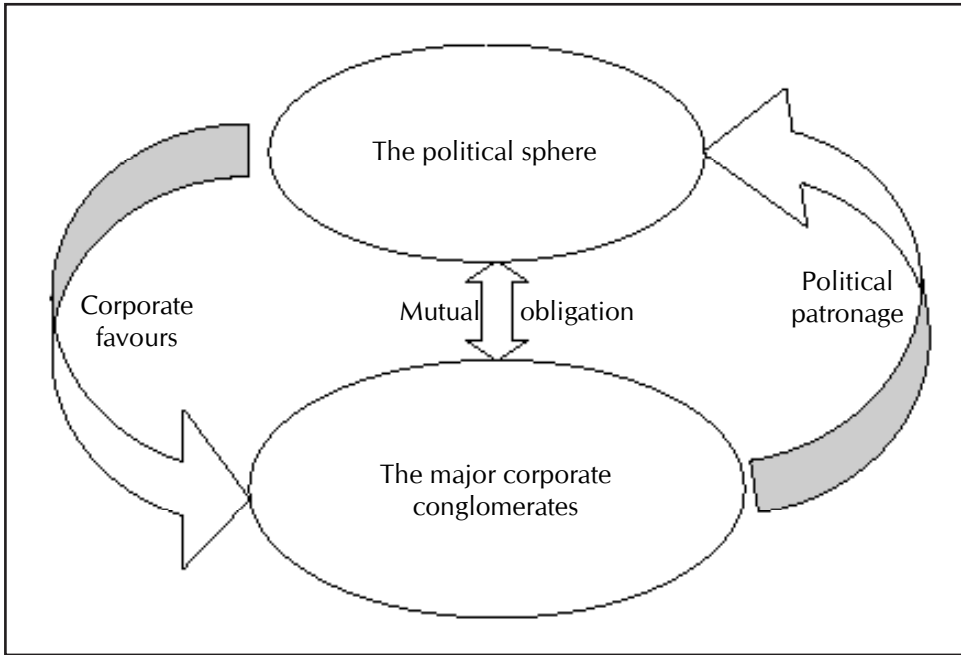 The political sphere
Corporate
favours
Mutual obligation
Political
patronage
The major corporate
conglomerates